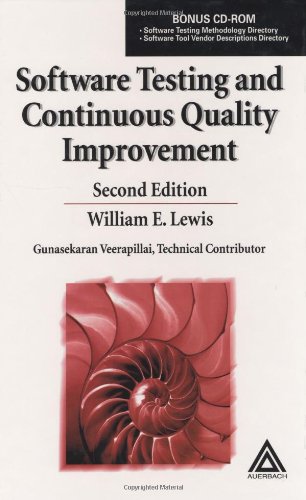 BONUS CD-ROM
• Software Testing Methodology Directory
• Software Tool Vendor Descriptions Directory
Software Testing and
Continuous Quality
Improvement
Second Edition
William E. Lewis
Gunasekaran Veerapillai, Technical Contributor
AUERBACH